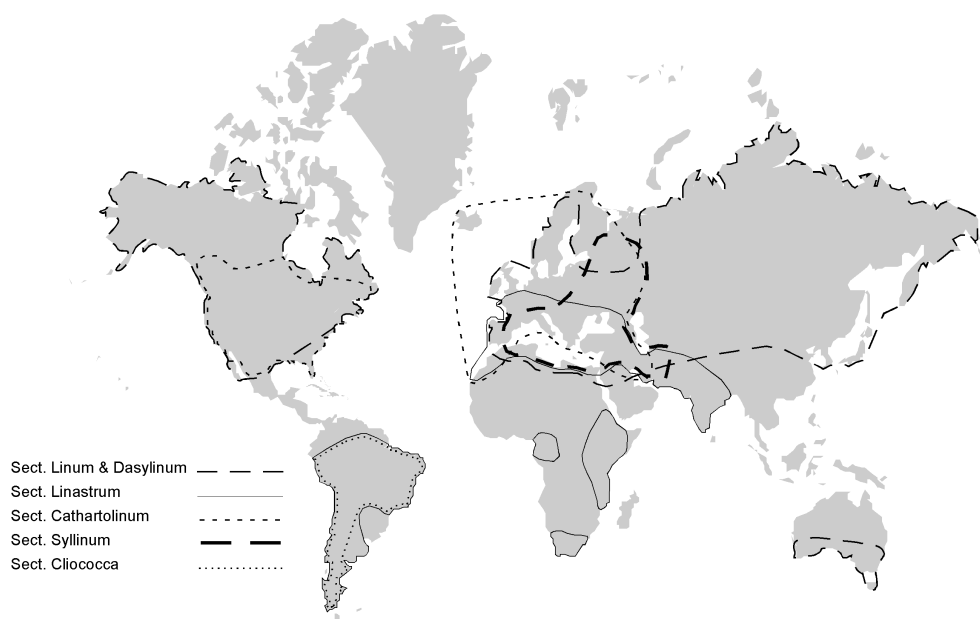 Sect. Linum & Dasylinum
Sect. Linastrum
Sect. Cathartolinum
Sect. Syllinum
Sect. Cliococca